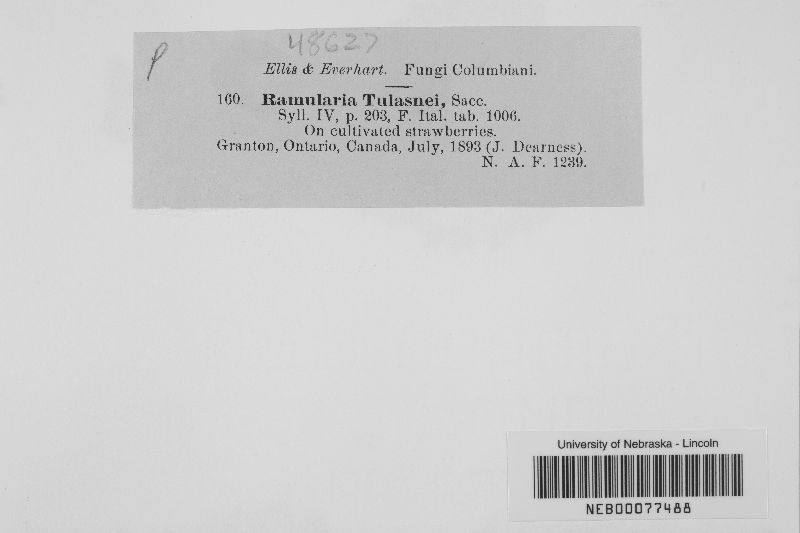 48627
P
Ellis & Everhart. Fungi Columbiani.
160. Ramularia Tulasnei, Sacc.
Syll. IV, p. 203, F. Ital. tab. 1006.
On cultivated strawberries.
Granton, Ontario, Canada, July, 1893 (J. Dearness).
N. A. F. 1239.
University of Nebraska - Lincoln
NEB00077488